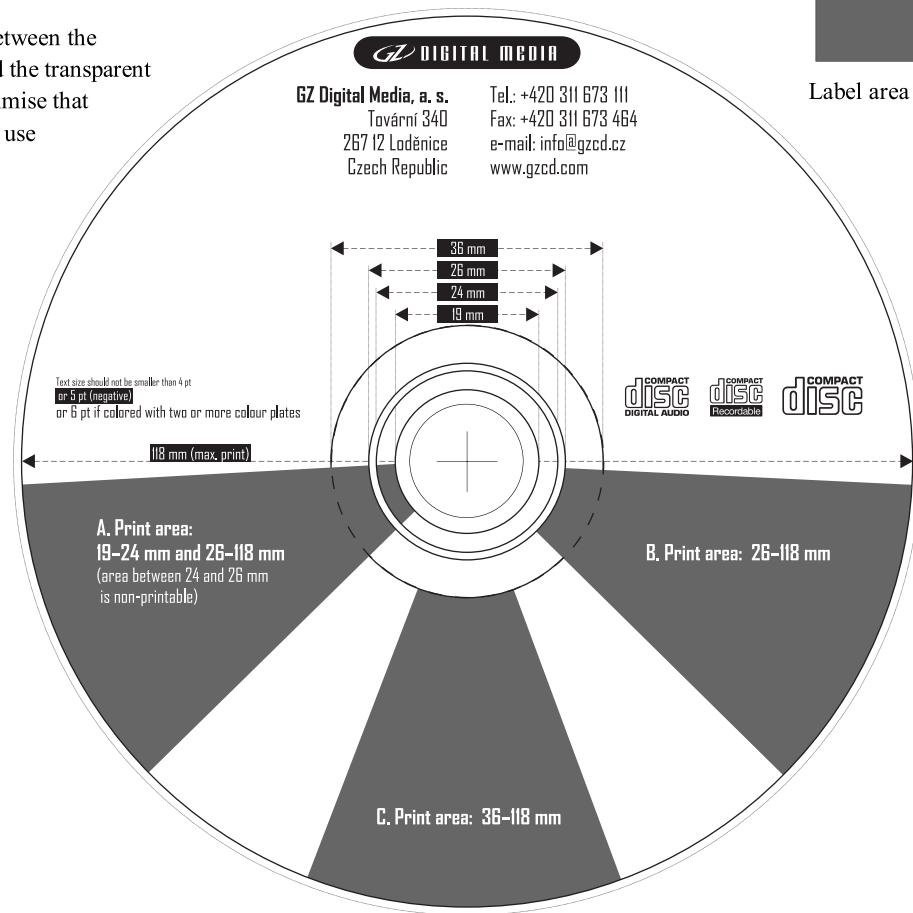 etween the
d the transparent
imise that
use
Label area
GZ DIGITAL MEDIA
GZ Digital Media, a. s.
Tovární 340
267 12 Loděnice
Czech Republic
Tel.: +420 311 673 111
Fax: +420 311 673 464
e-mail: info@gzcd.cz
www.gzcd.com
36 mm
26 mm
24 mm
19 mm
Text size should not be smaller than 4 pt
or 5 pt (negative)
or 6 pt if colored with two or more colour plates
COMPACT
disc
DIGITAL AUDIO
COMPACT
disc
Recordable
COMPACT
disc
118 mm (max. print)
A. Print area:
19–24 mm and 26–118 mm
(area between 24 and 26 mm
is non-printable)
B. Print area: 26–118 mm
C. Print area: 36–118 mm